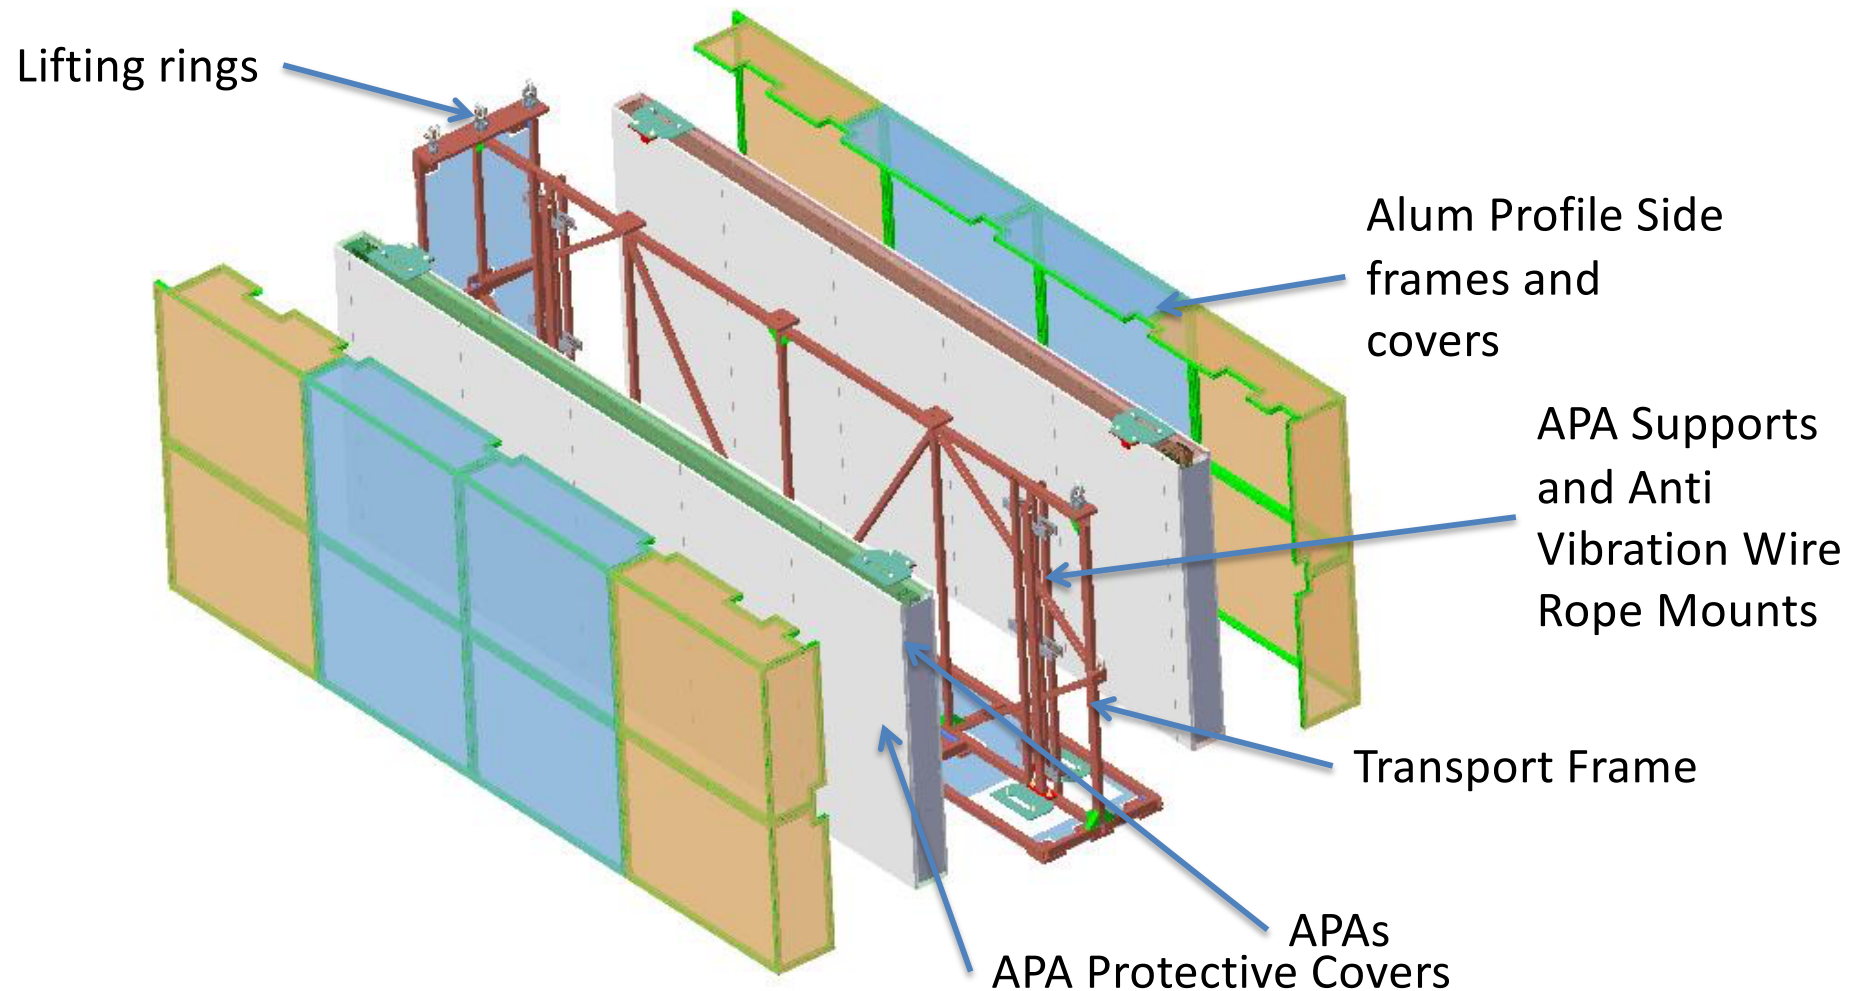 Lifting rings
Alum Profile Side
frames and
covers
APA Supports
and Anti
Vibration Wire
Rope Mounts
Transport Frame
APAs
APA Protective Covers